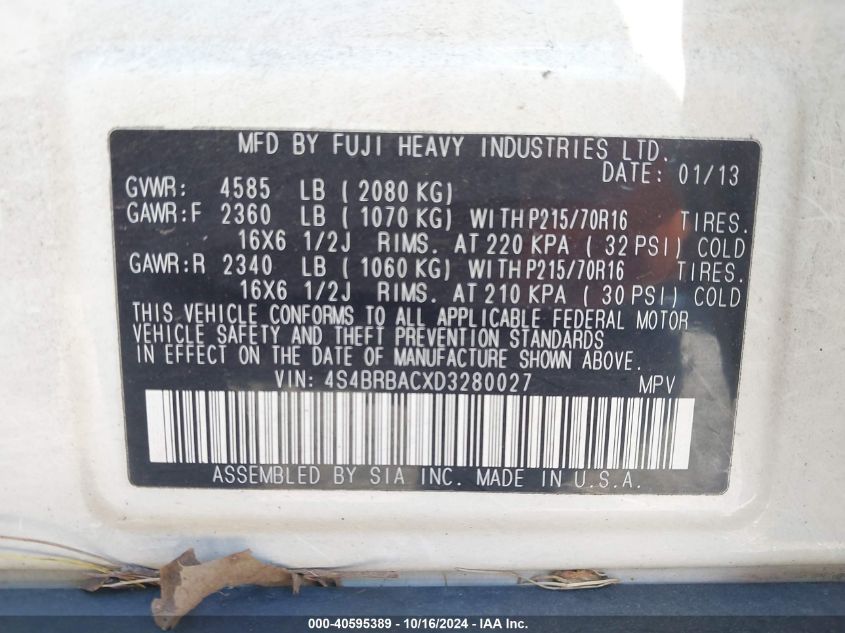 MFD BY FUJI HEAVY INDUSTRIES LTD.
DATE: 01/13
GVWR: 4585 LB ( 2080 KG)
GAWR:F 2360 LB ( 1070 KG) WITH P215/70R16 TIRES.
16X6 1/2J RIMS. AT 220 KPA ( 32 PSI) COLD
GAWR:R 2340 LB ( 1060 KG) WITH P215/70R16 TIRES.
16X6 1/2J RIMS. AT 210 KPA ( 30 PSI) COLD
THIS VEHICLE CONFORMS TO ALL APPLICABLE FEDERAL MOTOR
VEHICLE SAFETY AND THEFT PREVENTION STANDARDS
IN EFFECT ON THE DATE OF MANUFACTURE SHOWN ABOVE.
VIN: 4S4BRBACXD3280027 MPV
ASSEMBLED BY SIA INC. MADE IN U.S.A.
000-40595389 - 10/16/2024 - WWW.IAAI.COM